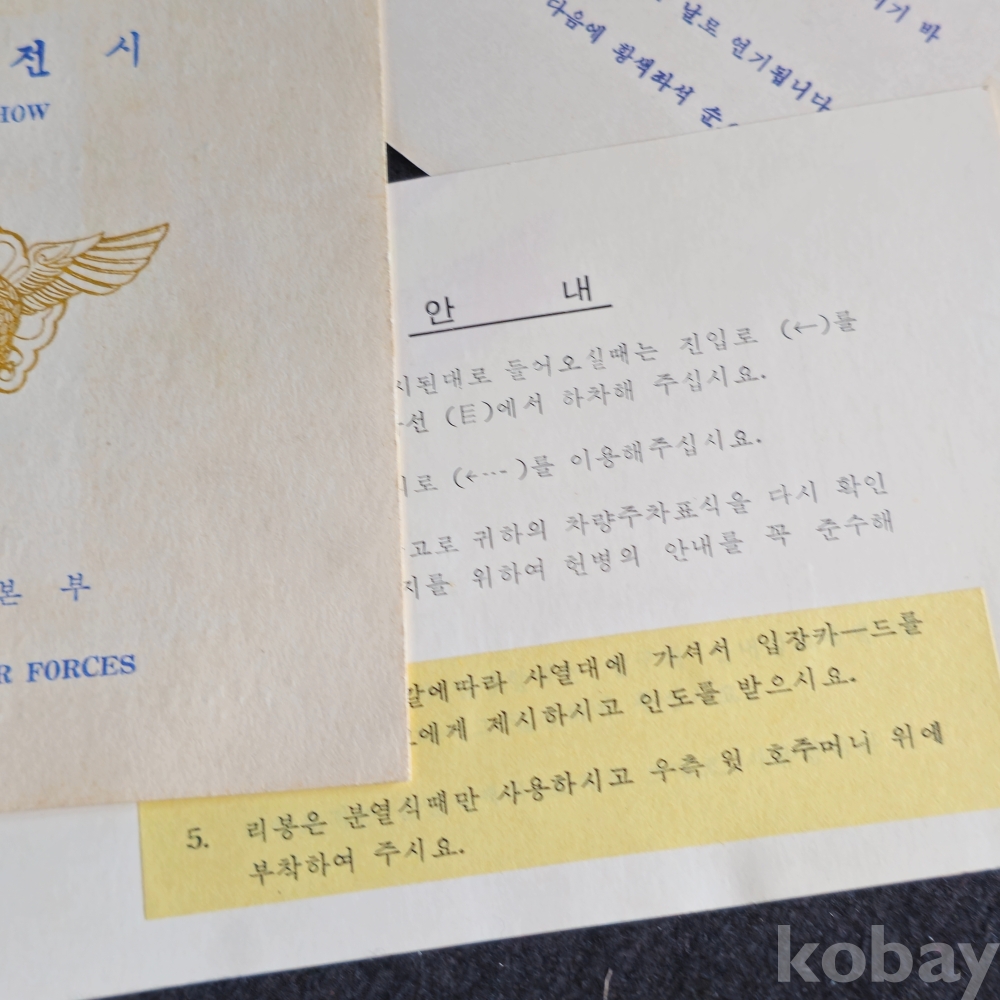 전 시
HOW
본 부
R FORCES
기 바
날로 연기됩니다
다음에 황색좌석 순
안 내
시된대로 들어오실때는 진입로 (←)를
선 (E)에서 하차해 주십시요.
로 (←…)를 이용해주십시요.
고로 귀하의 차량주차표식을 다시 확인
지를 위하여 헌병의 안내를 꼭 준수해
말에따라 사열대에 가셔서 입장카—드를
에게 제시하시고 인도를 받으시요.
5. 리봉은 분열식때만 사용하시고 우측 윗 호주머니 위에
부착하여 주시요.
kobay